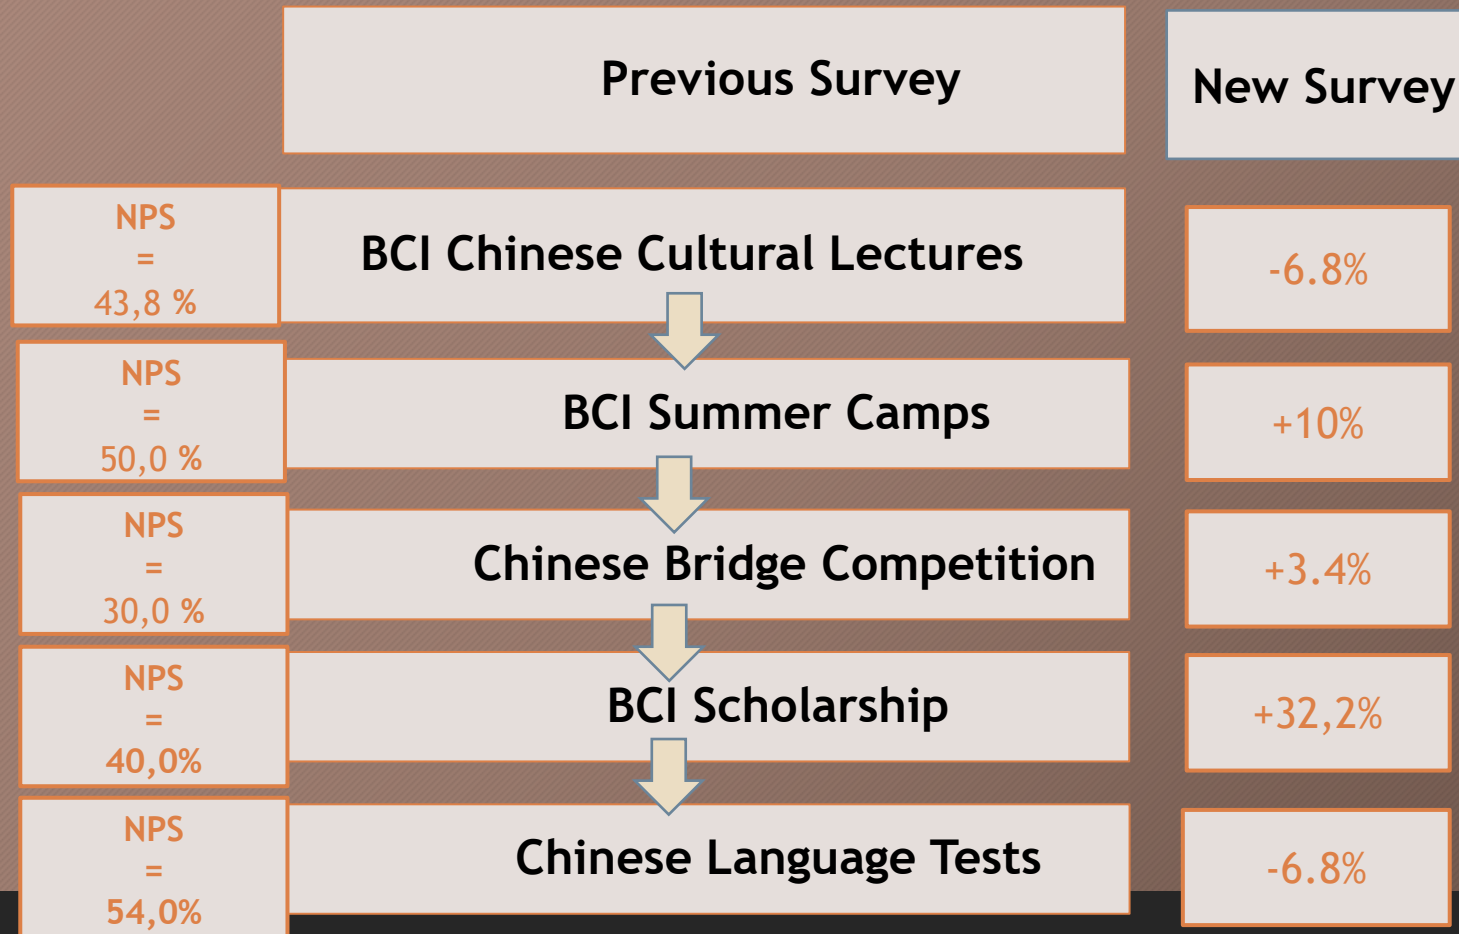 Previous Survey
New Survey
NPS
=
43,8 %
BCI Chinese Cultural Lectures
-6.8%
NPS
=
50,0 %
BCI Summer Camps
+10%
NPS
=
30,0 %
Chinese Bridge Competition
+3.4%
NPS
=
40,0%
BCI Scholarship
+32,2%
NPS
=
54,0%
Chinese Language Tests
-6.8%